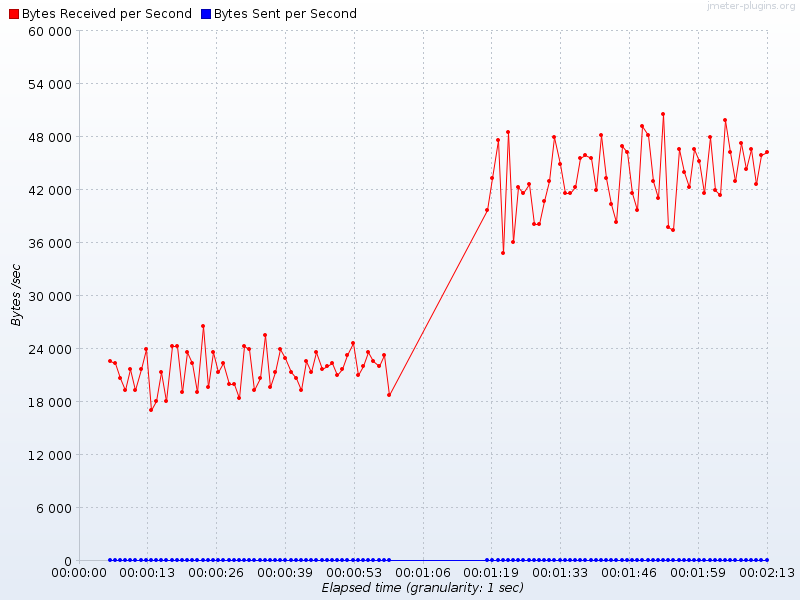 jmeter-plugins.org
Bytes Received per Second Bytes Sent per Second
60 000
54 000
48 000
42 000
36 000
30 000
24 000
18 000
12 000
6 000
0
Bytes /sec
00:00:00 00:00:13 00:00:26 00:00:39 00:00:53 00:01:06 00:01:19 00:01:33 00:01:46 00:01:59 00:02:13
Elapsed time (granularity: 1 sec)